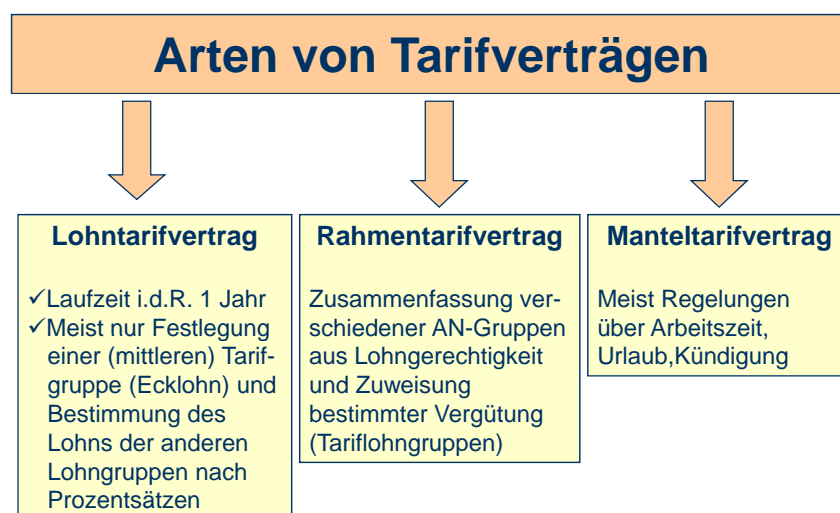 Arten von Tarifverträgen
Lohntarifvertrag
✓Laufzeit i.d.R. 1 Jahr
✓Meist nur Festlegung
einer (mittleren) Tarif-
gruppe (Ecklohn) und
Bestimmung des
Lohns der anderen
Lohngruppen nach
Prozentsätzen
Rahmentarifvertrag
Zusammenfassung ver-
schiedener AN-Gruppen
aus Lohngerechtigkeit
und Zuweisung
bestimmter Vergütung
(Tariflohngruppen)
Manteltarifvertrag
Meist Regelungen
über Arbeitszeit,
Urlaub,Kündigung